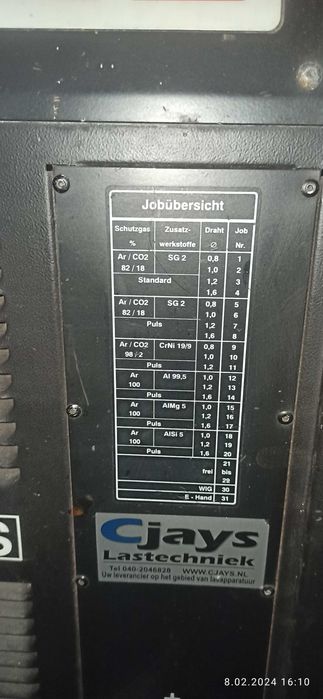 Jobübersicht
Schutzgas % Zusatz- werkstoffe Draht ∅ Job Nr.
Ar / CO2 SG 2 0,8 1
82 / 18 1,0 2
Standard 1,2 3
1,6 4
Ar / CO2 SG 2 0,8 5
82 / 18 1,0 6
Puls 1,2 7
1,6 8
Ar / CO2 CrNi 19/9 0,8 9
98 / 2 1,0 10
Puls 1,2 11
Ar Al 99,5 1,0 12
100 1,2 13
Puls 1,6 14
Ar AlMg 5 1,0 15
100 1,2 16
Puls 1,6 17
Ar AlSi 5 1,0 18
100 1,2 19
Puls 1,6 20
21
frei bis
29
WIG 30
E - Hand 31
S
Cjays
Lastechniek
Tel 040-2046828 WWW.CJAYS.NL
Uw leverancier op het gebied van lasapparatuur
8.02.2024 16:10